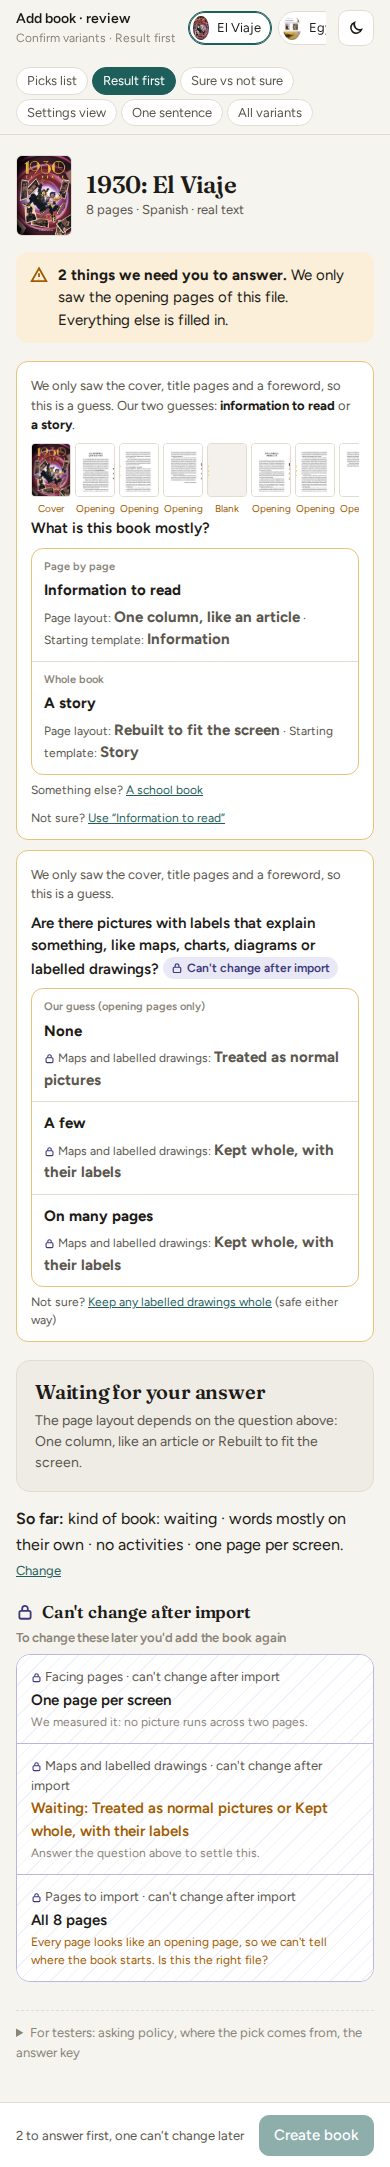 Add book · review
Confirm variants · Result first
El Viaje
Picks list
Result first
Sure vs not sure
Settings view
One sentence
All variants
1930
1930: El Viaje
8 pages · Spanish · real text
2 things we need you to answer. We only
saw the opening pages of this file.
Everything else is filled in.
We only saw the cover, title pages and a foreword, so
this is a guess. Our two guesses: information to read or
a story.
1930
Cover
Opening
Opening
Opening
Blank
Opening
Opening
Ope
What is this book mostly?
Page by page
Information to read
Page layout: One column, like an article ·
Starting template: Information
Whole book
A story
Page layout: Rebuilt to fit the screen · Starting
template: Story
Something else? A school book
Not sure? Use “Information to read”
We only saw the cover, title pages and a foreword, so
this is a guess.
Are there pictures with labels that explain
something, like maps, charts, diagrams or
labelled drawings? Can't change after import
Our guess (opening pages only)
None
Maps and labelled drawings: Treated as normal
pictures
A few
Maps and labelled drawings: Kept whole, with
their labels
On many pages
Maps and labelled drawings: Kept whole, with
their labels
Not sure? Keep any labelled drawings whole (safe either
way)
Waiting for your answer
The page layout depends on the question above:
One column, like an article or Rebuilt to fit the
screen.
So far: kind of book: waiting · words mostly on
their own · no activities · one page per screen.
Change
Can't change after import
To change these later you'd add the book again
Facing pages · can't change after import
One page per screen
We measured it: no picture runs across two pages.
Maps and labelled drawings · can't change after
import
Waiting: Treated as normal pictures or Kept
whole, with their labels
Answer the question above to settle this.
Pages to import · can't change after import
All 8 pages
Every page looks like an opening page, so we can't tell
where the book starts. Is this the right file?
For testers: asking policy, where the pick comes from, the
answer key
2 to answer first, one can't change later
Create book